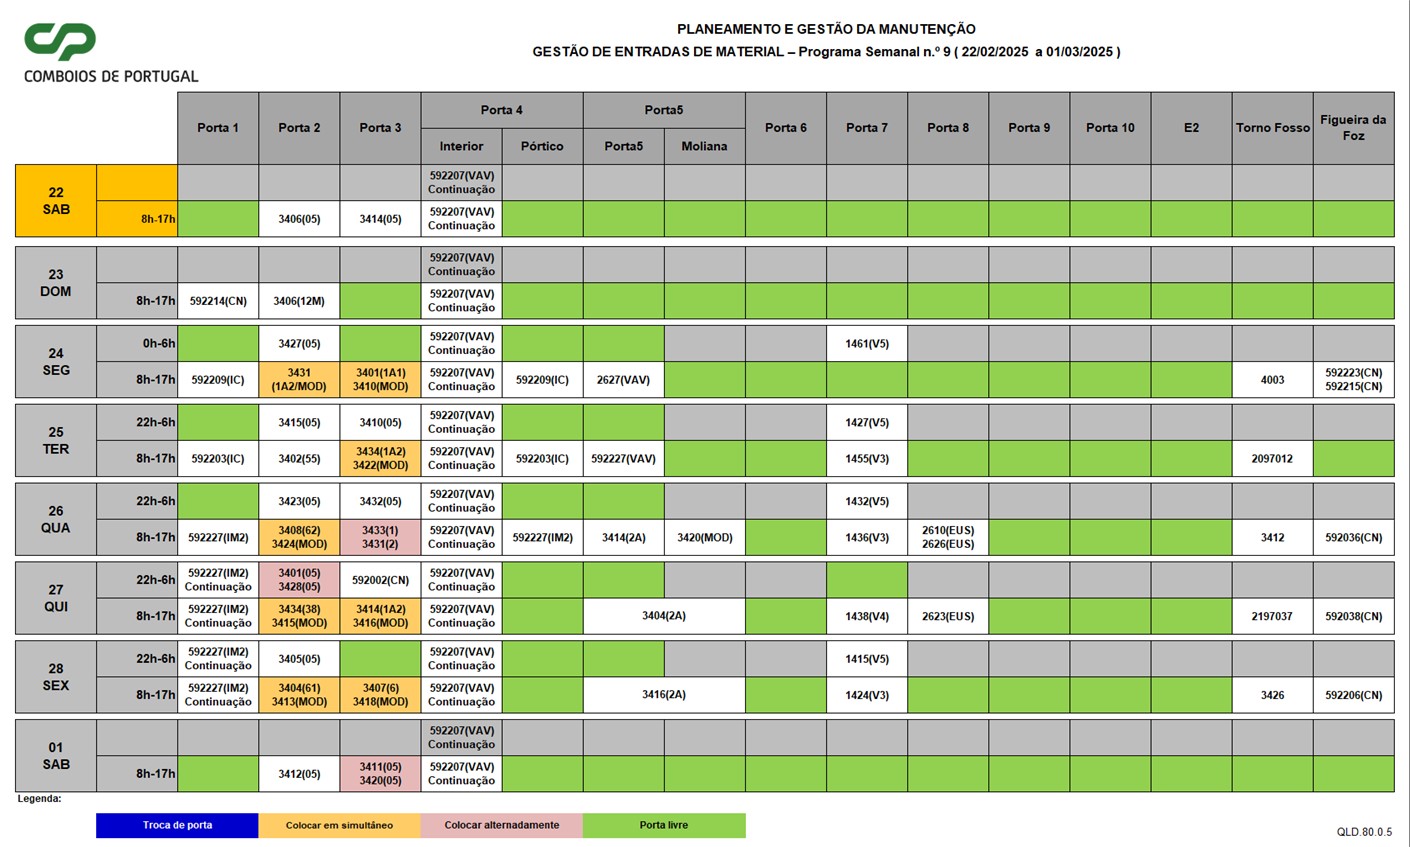 CP
COMBOIOS DE PORTUGAL
PLANEAMENTO E GESTÃO DA MANUTENÇÃO
GESTÃO DE ENTRADAS DE MATERIAL – Programa Semanal n.º 9 ( 22/02/2025 a 01/03/2025 )
Porta 1 Porta 2 Porta 3 Porta 4 Porta5 Porta 6 Porta 7 Porta 8 Porta 9 Porta 10 E2 Torno Fosso Figueira da
Foz
Interior Pórtico Porta5 Moliana
22
SAB
592207(VAV)
Continuação
8h-17h 3406(05) 3414(05) 592207(VAV)
Continuação
23
DOM
592207(VAV)
Continuação
8h-17h 592214(CN) 3406(12M) 592207(VAV)
Continuação
24
SEG
0h-6h 3427(05) 592207(VAV) 1461(V5)
Continuação
8h-17h 592209(IC) 3431 3401(1A1) 592207(VAV) 592209(IC) 2627(VAV) 4003 592223(CN)
(1A2/MOD) 3410(MOD) Continuação 592215(CN)
25
TER
22h-6h 3415(05) 3410(05) 592207(VAV) 1427(V5)
Continuação
8h-17h 592203(IC) 3402(55) 3434(1A2) 592207(VAV) 592203(IC) 592227(VAV) 1455(V3) 2097012
3422(MOD) Continuação
26
QUA
22h-6h 3423(05) 3432(05) 592207(VAV) 1432(V5)
Continuação
8h-17h 592227(IM2) 3408(62) 3433(1) 592207(VAV) 592227(IM2) 3414(2A) 3420(MOD) 1436(V3) 2610(EUS) 3412 592036(CN)
3424(MOD) 3431(2) Continuação 2626(EUS)
27
QUI
22h-6h 592227(IM2) 3401(05) 592002(CN) 592207(VAV)
Continuação 3428(05) Continuação
8h-17h 592227(IM2) 3434(38) 3414(1A2) 592207(VAV) 3404(2A) 1438(V4) 2623(EUS) 2197037 592038(CN)
Continuação 3415(MOD) 3416(MOD) Continuação
28
SEX
22h-6h 592227(IM2) 3405(05) 592207(VAV) 1415(V5)
Continuação Continuação
8h-17h 592227(IM2) 3404(61) 3407(6) 592207(VAV) 3416(2A) 1424(V3) 3426 592206(CN)
Continuação 3413(MOD) 3418(MOD) Continuação
01
SAB
592207(VAV)
Continuação
8h-17h 3412(05) 3411(05) 592207(VAV)
3420(05) Continuação
Legenda:
Troca de porta Colocar em simultâneo Colocar alternadamente Porta livre
QLD.80.0.5